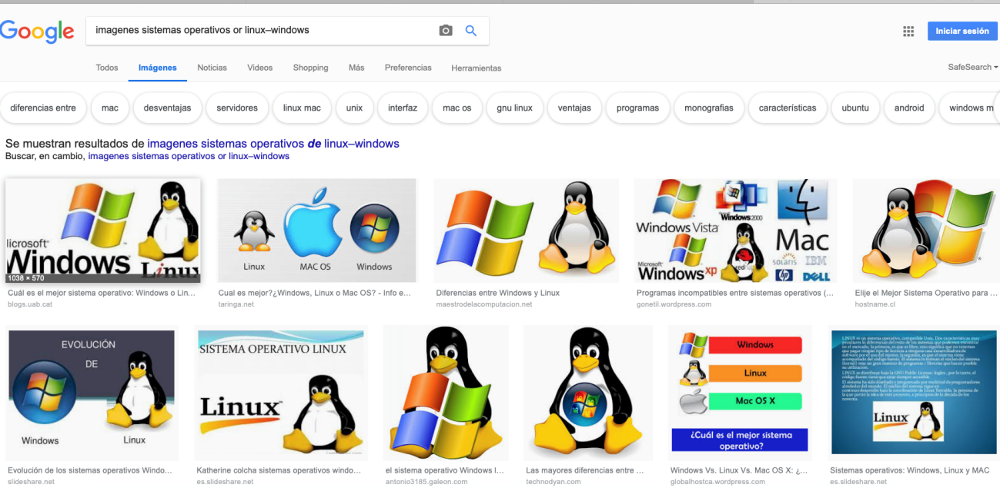 Google
imagenes sistemas operativos or linux–windows
Iniciar sesión
Todos Imágenes Noticias Videos Shopping Más Preferencias Herramientas
SafeSearch
diferencias entre mac desventajas servidores linux mac unix interfaz mac os gnu linux ventajas programas monografias características ubuntu android windows m
Se muestran resultados de imagenes sistemas operativos de linux–windows
Buscar, en cambio, imagenes sistemas operativos or linux–windows
licrosoft
Windows
Linux
1038 × 570
Linux MAC OS Windows
Windows 2000
Windows Vista
Mac
red
solaris IBM
Microsoft
Windows xp
hp DELL
Cuál es el mejor sistema operativo: Windows o Lin...
blogs.uab.cat
Cual es mejor?¿Windows, Linux o Mac OS? - Info e...
taringa.net
Diferencias entre Windows y Linux
maestrodelacomputacion.net
Programas incompatibles entre sistemas operativos (...
gonetil.wordpress.com
Elije el Mejor Sistema Operativo para ...
hostname.cl
EVOLUCIÓN
DE
Windows Linux
SISTEMA OPERATIVO LINUX
Linux
Windows
Linux
Mac OS X
¿Cuál es el mejor sistema
operativo?
Linux
Evolución de los sistemas operativos Windo...
slideshare.net
Katherine colcha sistemas operativos windo...
es.slideshare.net
el sistema operativo Windows l...
antonio3185.galeon.com
Las mayores diferencias entre ...
technodyan.com
Windows Vs. Linux Vs. Mac OS X: ¿...
globalhostca.wordpress.com
Sistemas operativos: Windows, Linux y MAC
es.slideshare.net